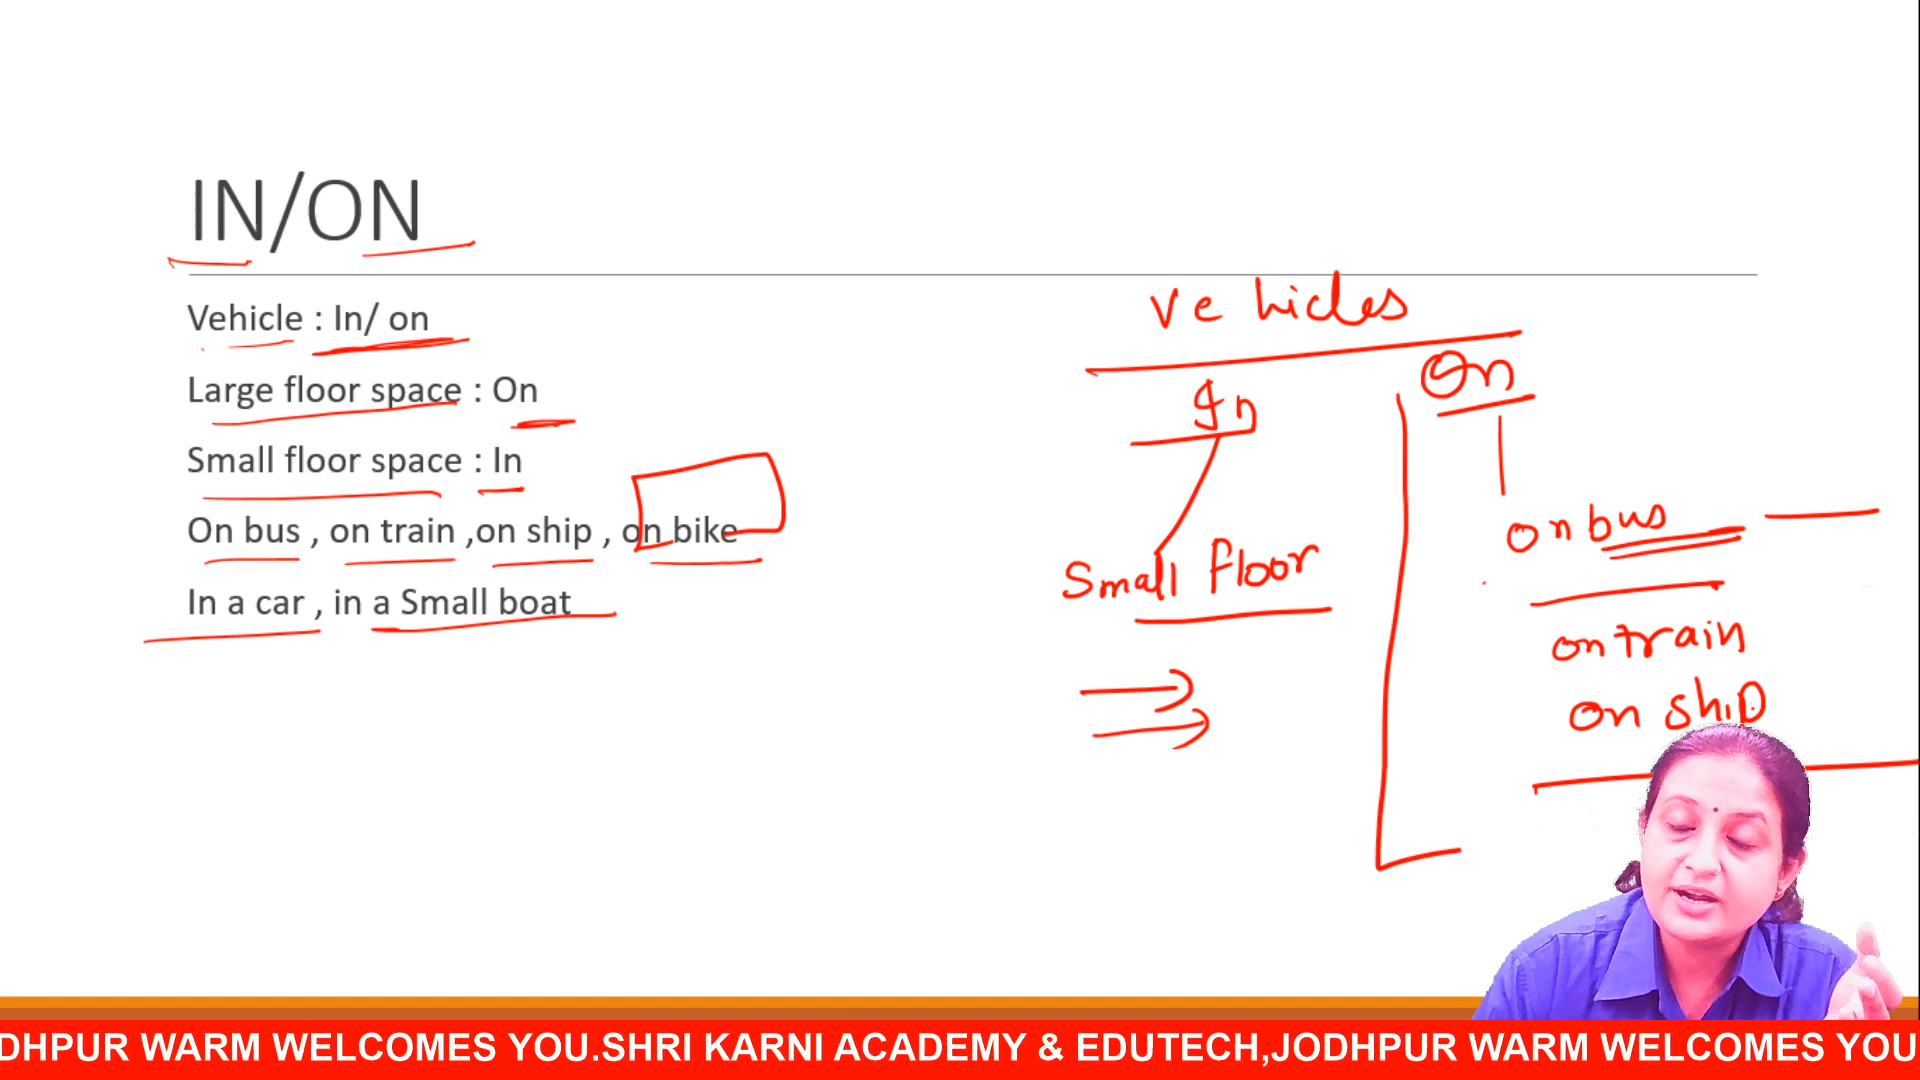 IN/ON
Vehicle : In/ on
Large floor space : On
Small floor space : In
On bus , on train ,on ship , on bike
In a car , in a Small boat
Vehicles
In
On
Small floor
on bus
on train
on ship
DHPUR WARM WELCOMES YOU.SHRI KARNI ACADEMY & EDUTECH,JODHPUR WARM WELCOMES YOU